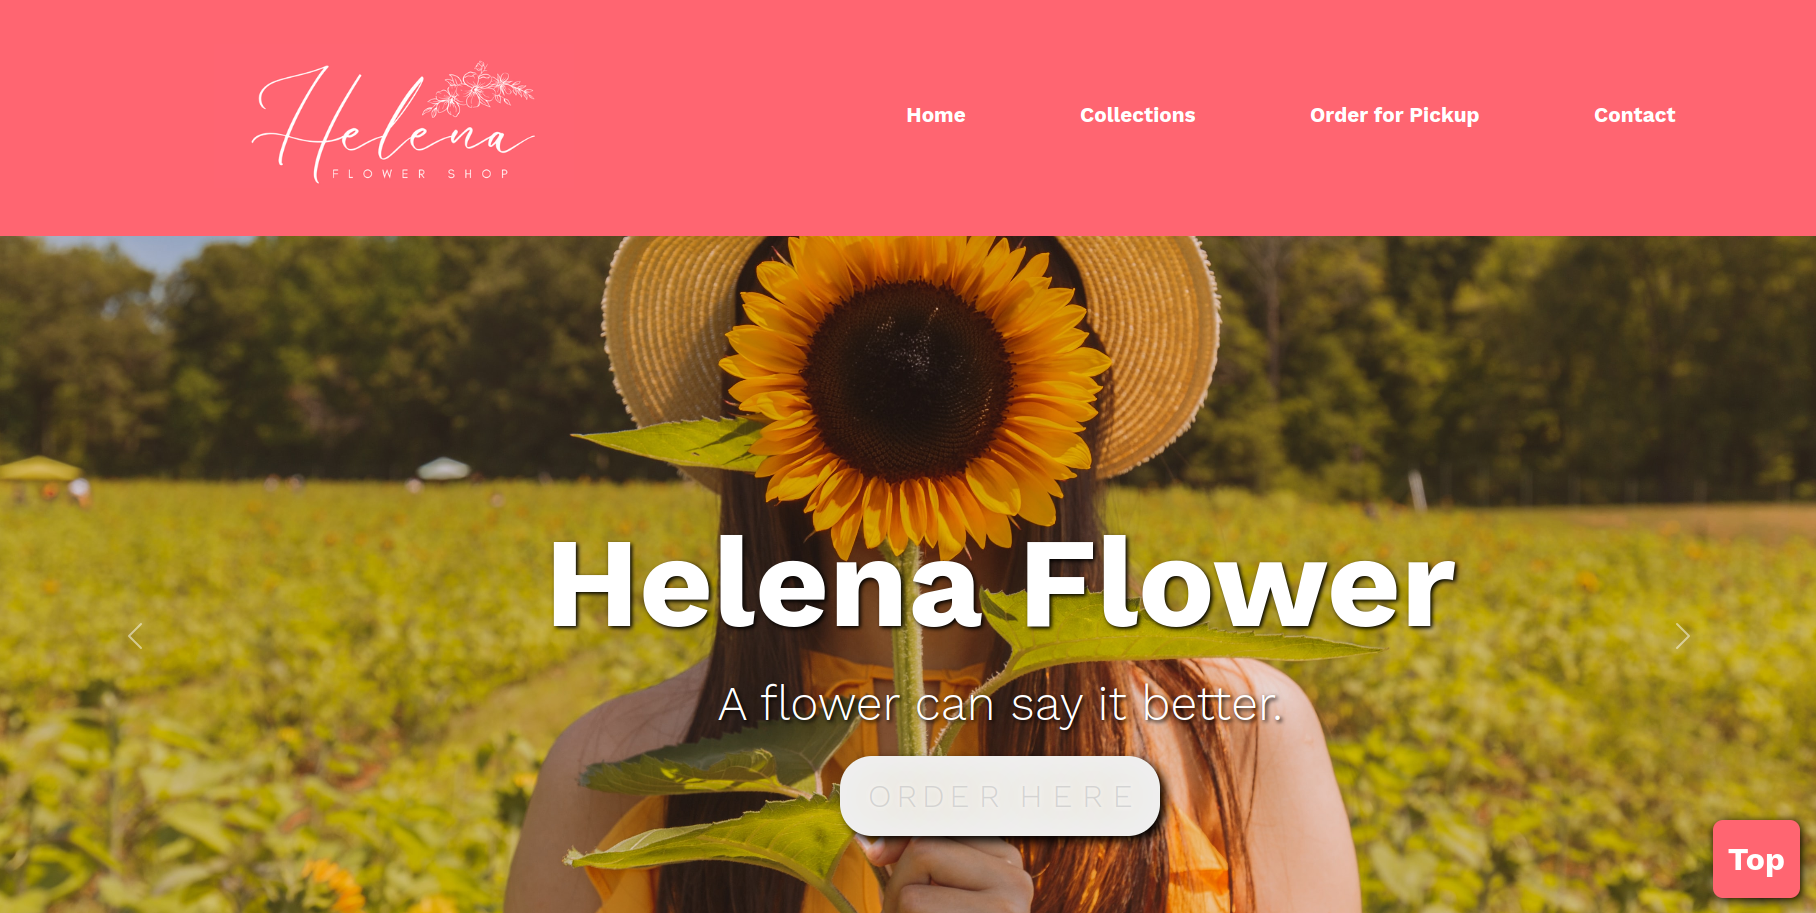 Helena
FLOWER SHOP
Home Collections Order for Pickup Contact
Helena Flower
A flower can say it better.
ORDER HERE
Top